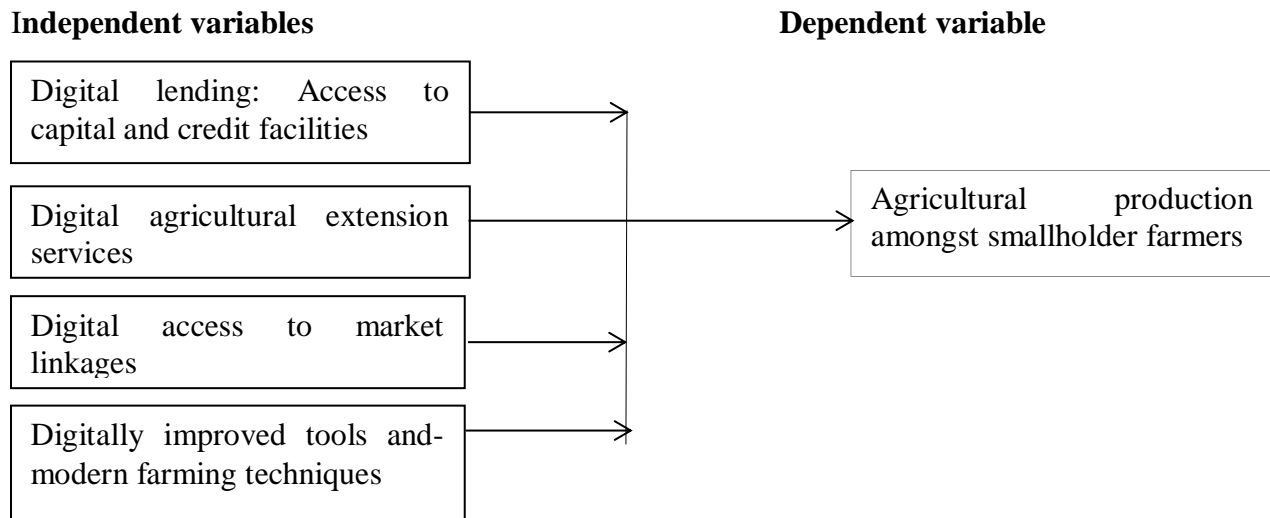 Independent variables
Dependent variable
Digital lending: Access to
capital and credit facilities
Digital agricultural extension
services
Agricultural production
amongst smallholder farmers
Digital access to market
linkages
Digitally improved tools and-
modern farming techniques